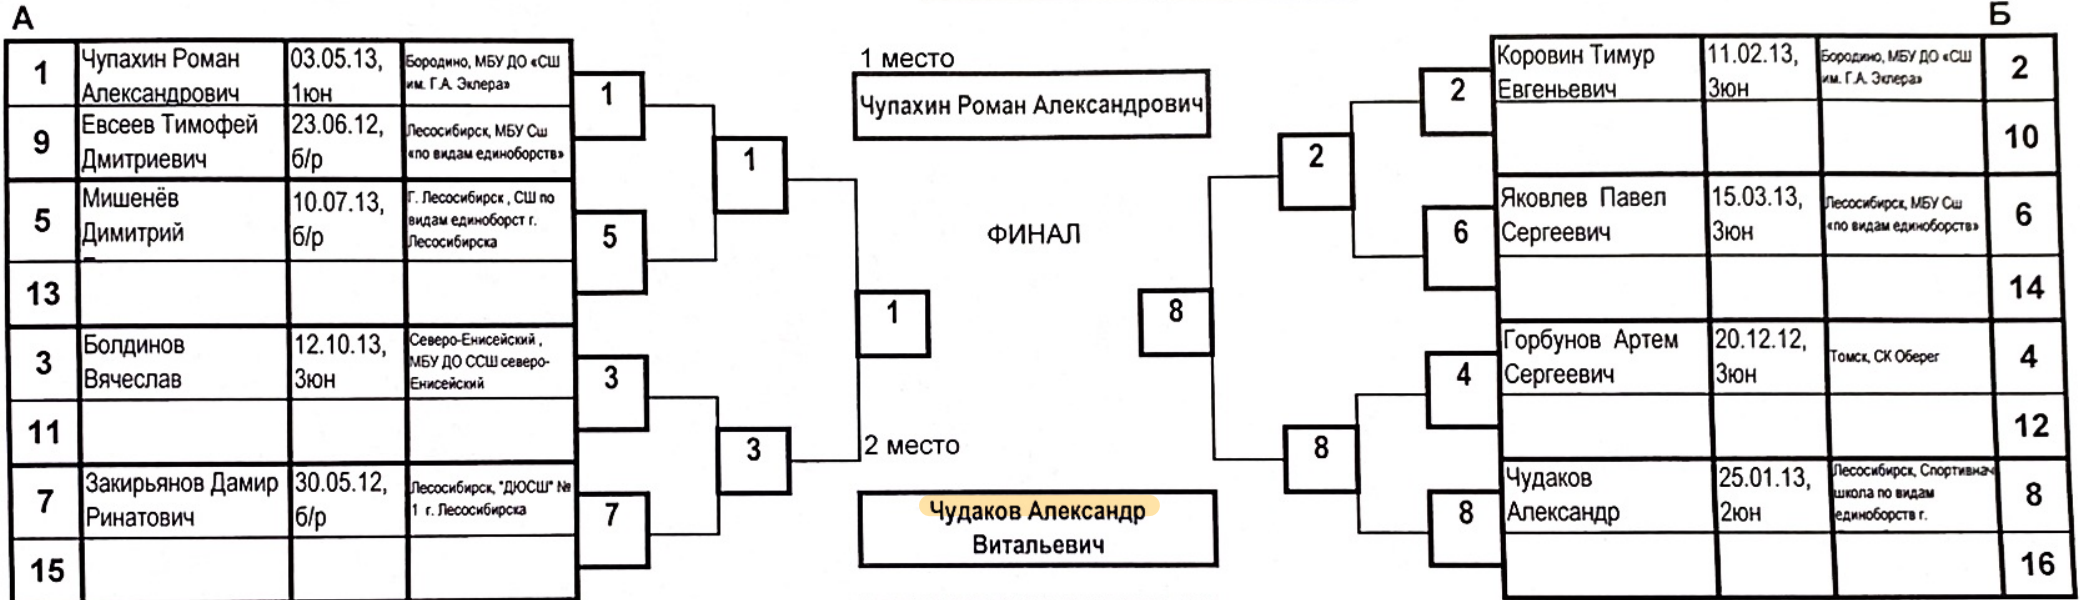 А
1
Чупахин Роман
Александрович
03.05.13,
1юн
Бородино, МБУ ДО «СШ
им. Г.А. Эклера»
9
Евсеев Тимофей
Дмитриевич
23.06.12,
б/р
Лесосибирск, МБУ Сш
«по видам единоборств»
5
Мишенёв
Димитрий
10.07.13,
б/р
Г. Лесосибирск , СШ по
видам единоборст г.
Лесосибирска
13
3
Болдинов
Вячеслав
12.10.13,
3юн
Северо-Енисейский ,
МБУ ДО ССШ северо-
Енисейский
11
7
Закирьянов Дамир
Ринатович
30.05.12,
б/р
Лесосибирск, "ДЮСШ" №
1 г. Лесосибирска
15
1
5
3
7
1
3
1
1 место
Чупахин Роман Александрович
ФИНАЛ
2 место
Чудаков Александр
Витальевич
8
2
8
2
6
4
8
Б
Коровин Тимур
Евгеньевич
11.02.13,
3юн
Бородино, МБУ ДО «СШ
им. Г.А. Эклера»
2
10
Яковлев Павел
Сергеевич
15.03.13,
3юн
Лесосибирск, МБУ Сш
«по видам единоборств»
6
14
Горбунов Артем
Сергеевич
20.12.12,
3юн
Томск, СК Оберег
4
12
Чудаков
Александр
25.01.13,
2юн
Лесосибирск, Спортивная
школа по видам
единоборств г.
8
16